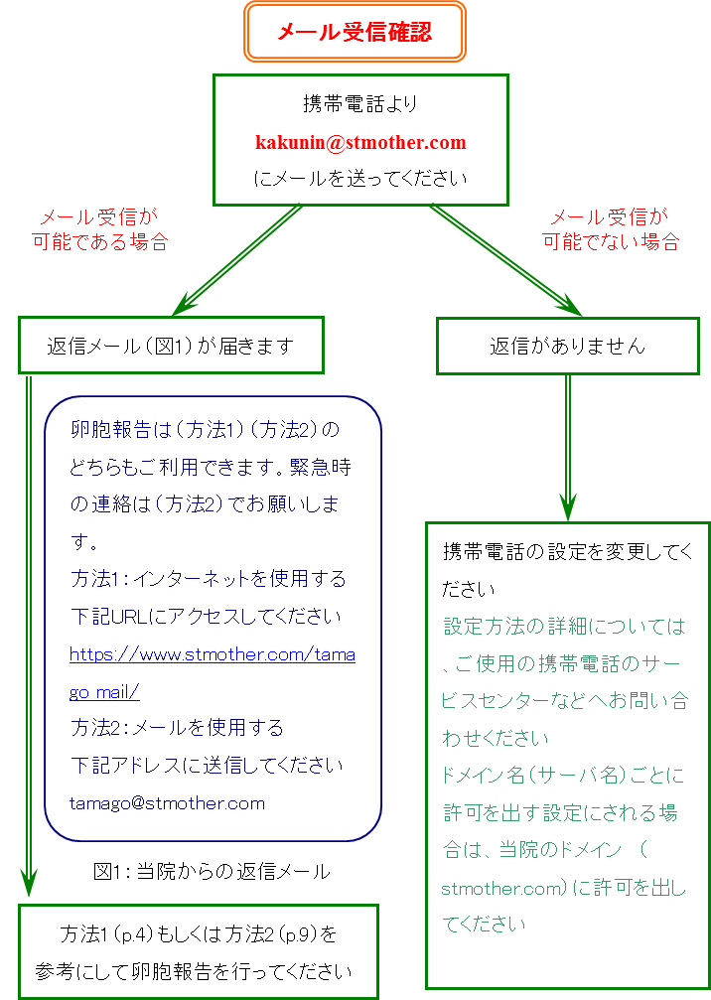 メール受信確認
携帯電話より
kakunin@stmother.com
にメールを送ってください
メール受信が
可能である場合
メール受信が
可能でない場合
返信メール（図1）が届きます
返信がありません
卵胞報告は（方法1）（方法2）の
どちらもご利用できます。緊急時
の連絡は（方法2）でお願いしま
す。
方法1：インターネットを使用する
下記URLにアクセスしてください
https://www.stmother.com/tama
go mail/
方法2：メールを使用する
下記アドレスに送信してください
tamago@stmother.com
図1：当院からの返信メール
方法1（p.4）もしくは方法2（p.9）を
参考にして卵胞報告を行ってください
携帯電話の設定を変更してく
ださい
設定方法の詳細については
、ご使用の携帯電話のサー
ビスセンターなどへお問い合
わせください
ドメイン名（サーバ名）ごとに
許可を出す設定にされる場
合は、当院のドメイン　（
stmother.com）に許可を出し
てください